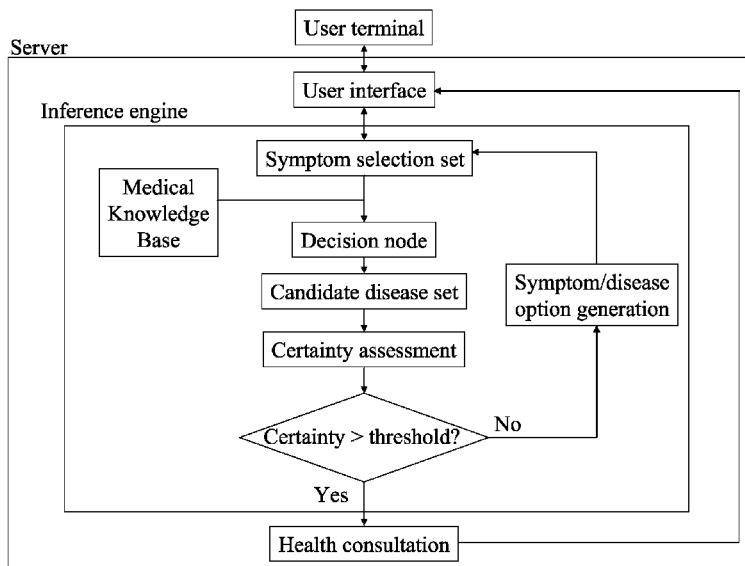 User terminal
Server
User interface
Inference engine
Symptom selection set
Medical
Knowledge
Base
Decision node
Candidate disease set
Symptom/disease
option generation
Certainty assessment
Certainty > threshold?
No
Yes
Health consultation